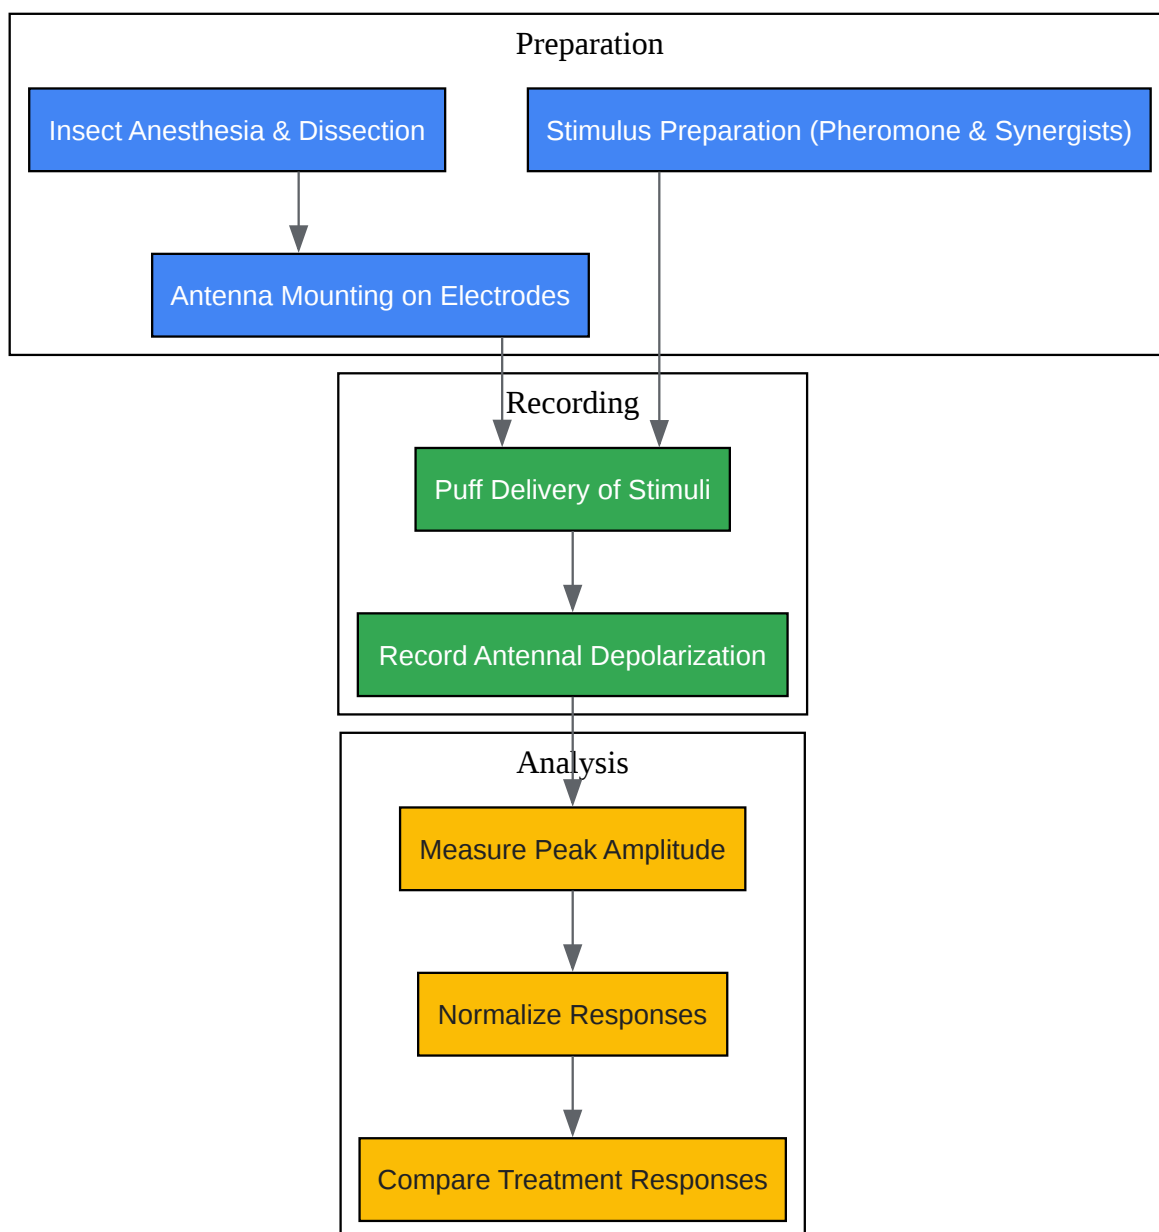 Preparation
Insect Anesthesia & Dissection
Stimulus Preparation (Pheromone & Synergists)
Antenna Mounting on Electrodes
Recording
Puff Delivery of Stimuli
Record Antennal Depolarization
Analysis
Measure Peak Amplitude
Normalize Responses
Compare Treatment Responses